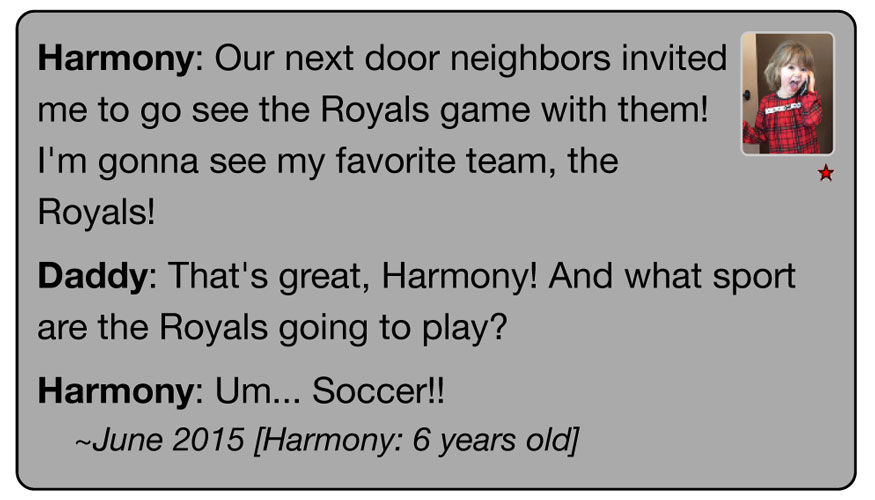 Harmony: Our next door neighbors invited
me to go see the Royals game with them!
I'm gonna see my favorite team, the
Royals!
Daddy: That's great, Harmony! And what sport
are the Royals going to play?
Harmony: Um... Soccer!!
~June 2015 [Harmony: 6 years old]